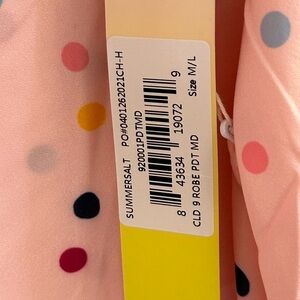 SUMMERSALT PO#0401262021CH-H
920001PDTMD
8 43634 19072 9
CLD 9 ROBE PDT MD Size M/L